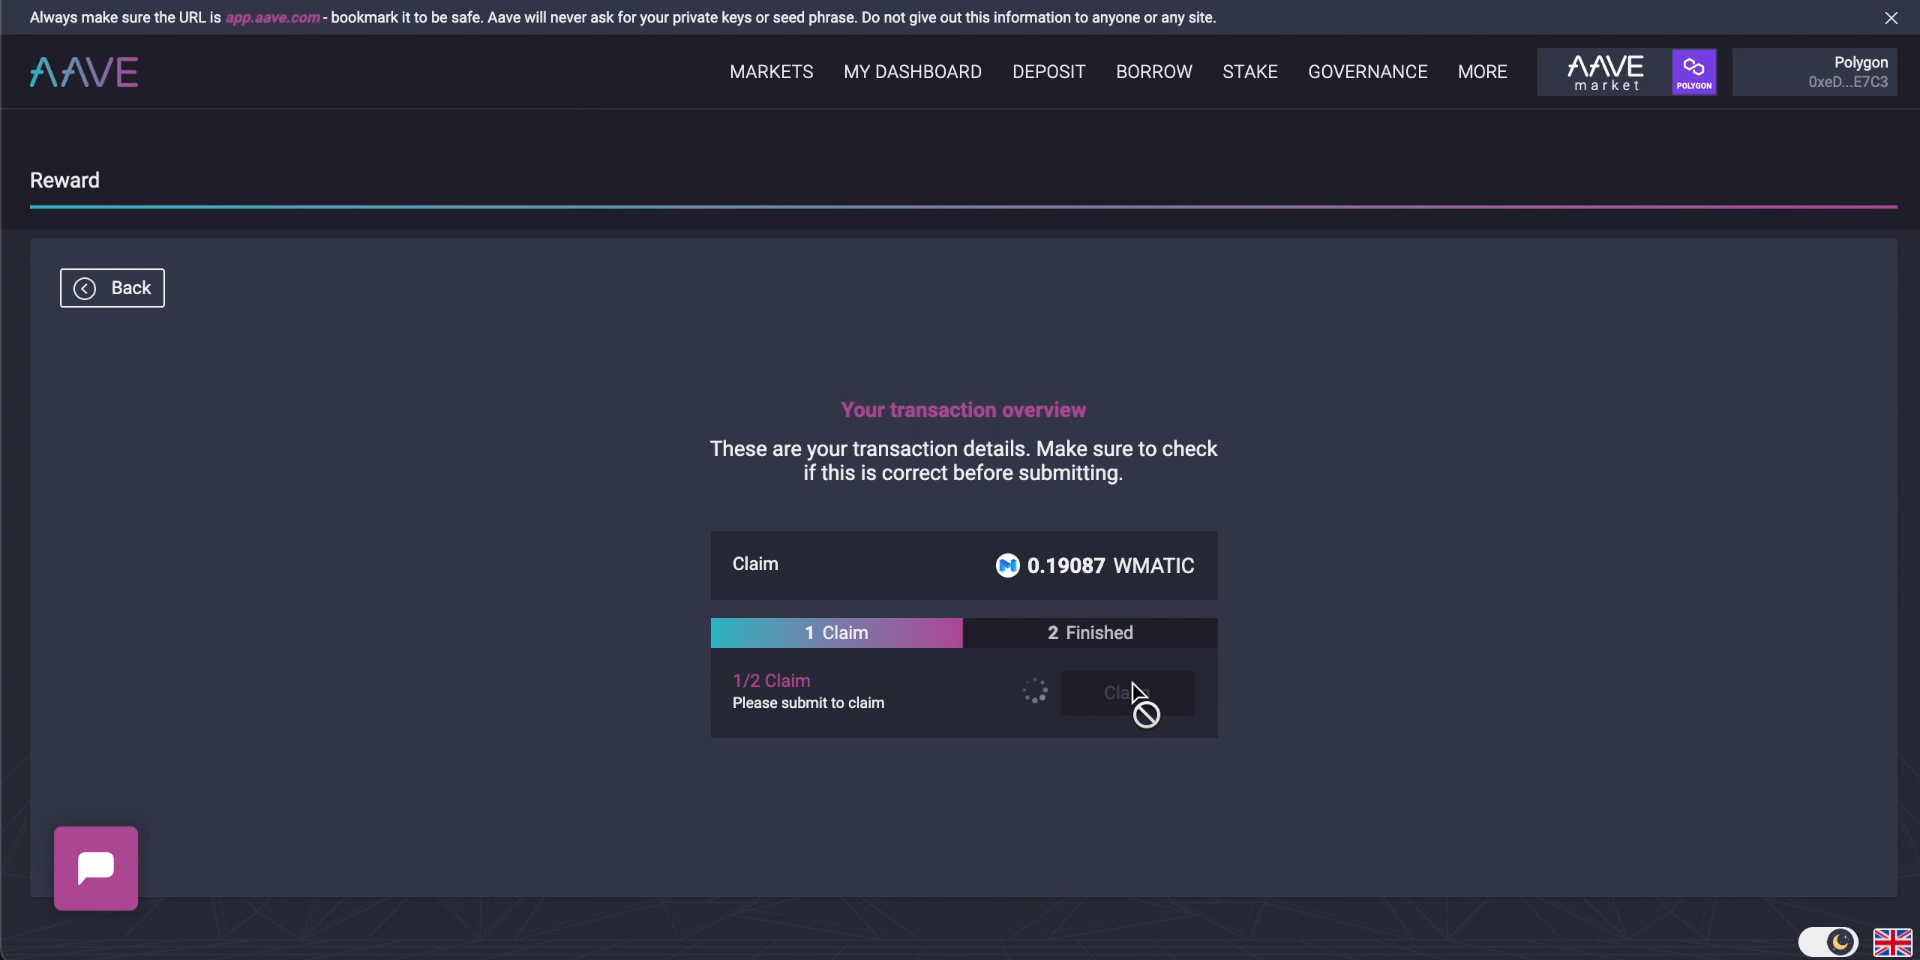 Always make sure the URL is app.aave.com - bookmark it to be safe. Aave will never ask for your private keys or seed phrase. Do not give out this information to anyone or any site.
AAVE
MARKETS MY DASHBOARD DEPOSIT BORROW STAKE GOVERNANCE MORE
AAVE
market
POLYGON
Polygon
0xeD...E7C3
Reward
Back
Your transaction overview
These are your transaction details. Make sure to check
if this is correct before submitting.
Claim 0.19087 WMATIC
1 Claim 2 Finished
1/2 Claim
Please submit to claim